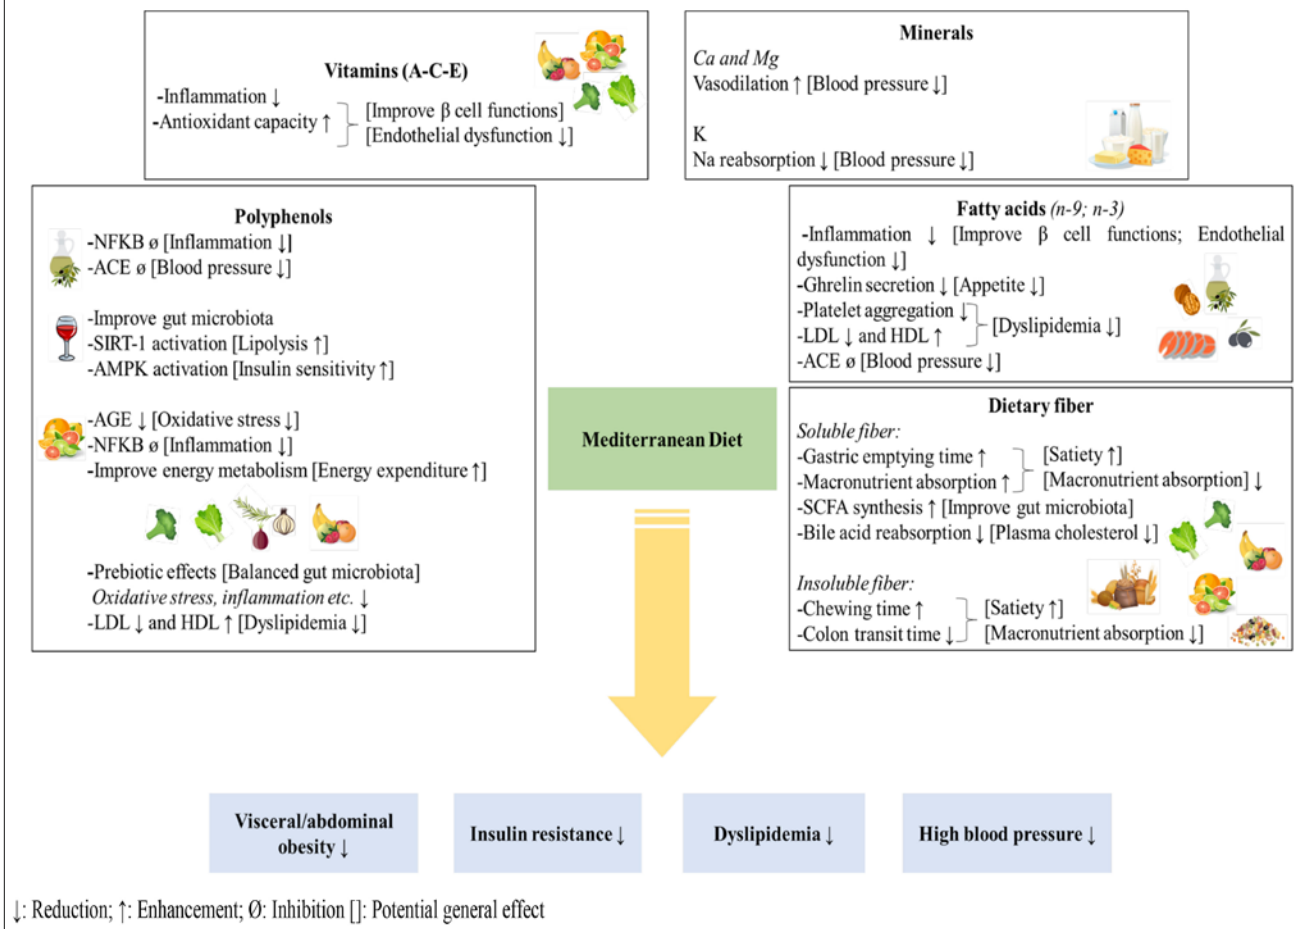 Vitamins (A-C-E)
-Inflammation ↓
-Antioxidant capacity ↑
[Improve β cell functions]
[Endothelial dysfunction ↓]
Minerals
Ca and Mg
Vasodilation ↑ [Blood pressure ↓]
K
Na reabsorption ↓ [Blood pressure ↓]
Polyphenols
-NFKB ø [Inflammation ↓]
-ACE ø [Blood pressure ↓]
-Improve gut microbiota
-SIRT-1 activation [Lipolysis ↑]
-AMPK activation [Insulin sensitivity ↑]
-AGE ↓ [Oxidative stress ↓]
-NFKB ø [Inflammation ↓]
-Improve energy metabolism [Energy expenditure ↑]
-Prebiotic effects [Balanced gut microbiota]
Oxidative stress, inflammation etc. ↓
-LDL ↓ and HDL ↑ [Dyslipidemia ↓]
Fatty acids (n-9; n-3)
-Inflammation ↓ [Improve β cell functions; Endothelial
dysfunction ↓]
-Ghrelin secretion ↓ [Appetite ↓]
-Platelet aggregation ↓
-LDL ↓ and HDL ↑
[Dyslipidemia ↓]
-ACE ø [Blood pressure ↓]
Mediterranean Diet
Dietary fiber
Soluble fiber:
-Gastric emptying time ↑
-Macronutrient absorption ↑
[Satiety ↑]
[Macronutrient absorption] ↓
-SCFA synthesis ↑ [Improve gut microbiota]
-Bile acid reabsorption ↓ [Plasma cholesterol ↓]
Insoluble fiber:
-Chewing time ↑
-Colon transit time ↓
[Satiety ↑]
[Macronutrient absorption ↓]
Visceral/abdominal
obesity ↓
Insulin resistance ↓
Dyslipidemia ↓
High blood pressure ↓
↓: Reduction; ↑: Enhancement; Ø: Inhibition []: Potential general effect